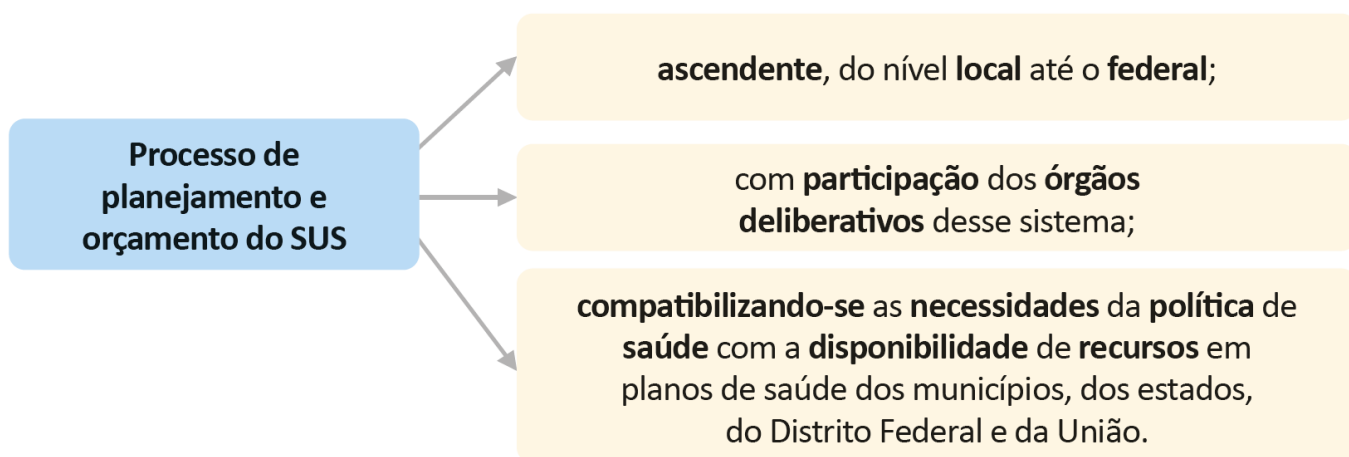 Processo de
planejamento e
orçamento do SUS
ascendente, do nível local até o federal;
com participação dos órgãos
deliberativos desse sistema;
compatibilizando-se as necessidades da política de
saúde com a disponibilidade de recursos em
planos de saúde dos municípios, dos estados,
do Distrito Federal e da União.